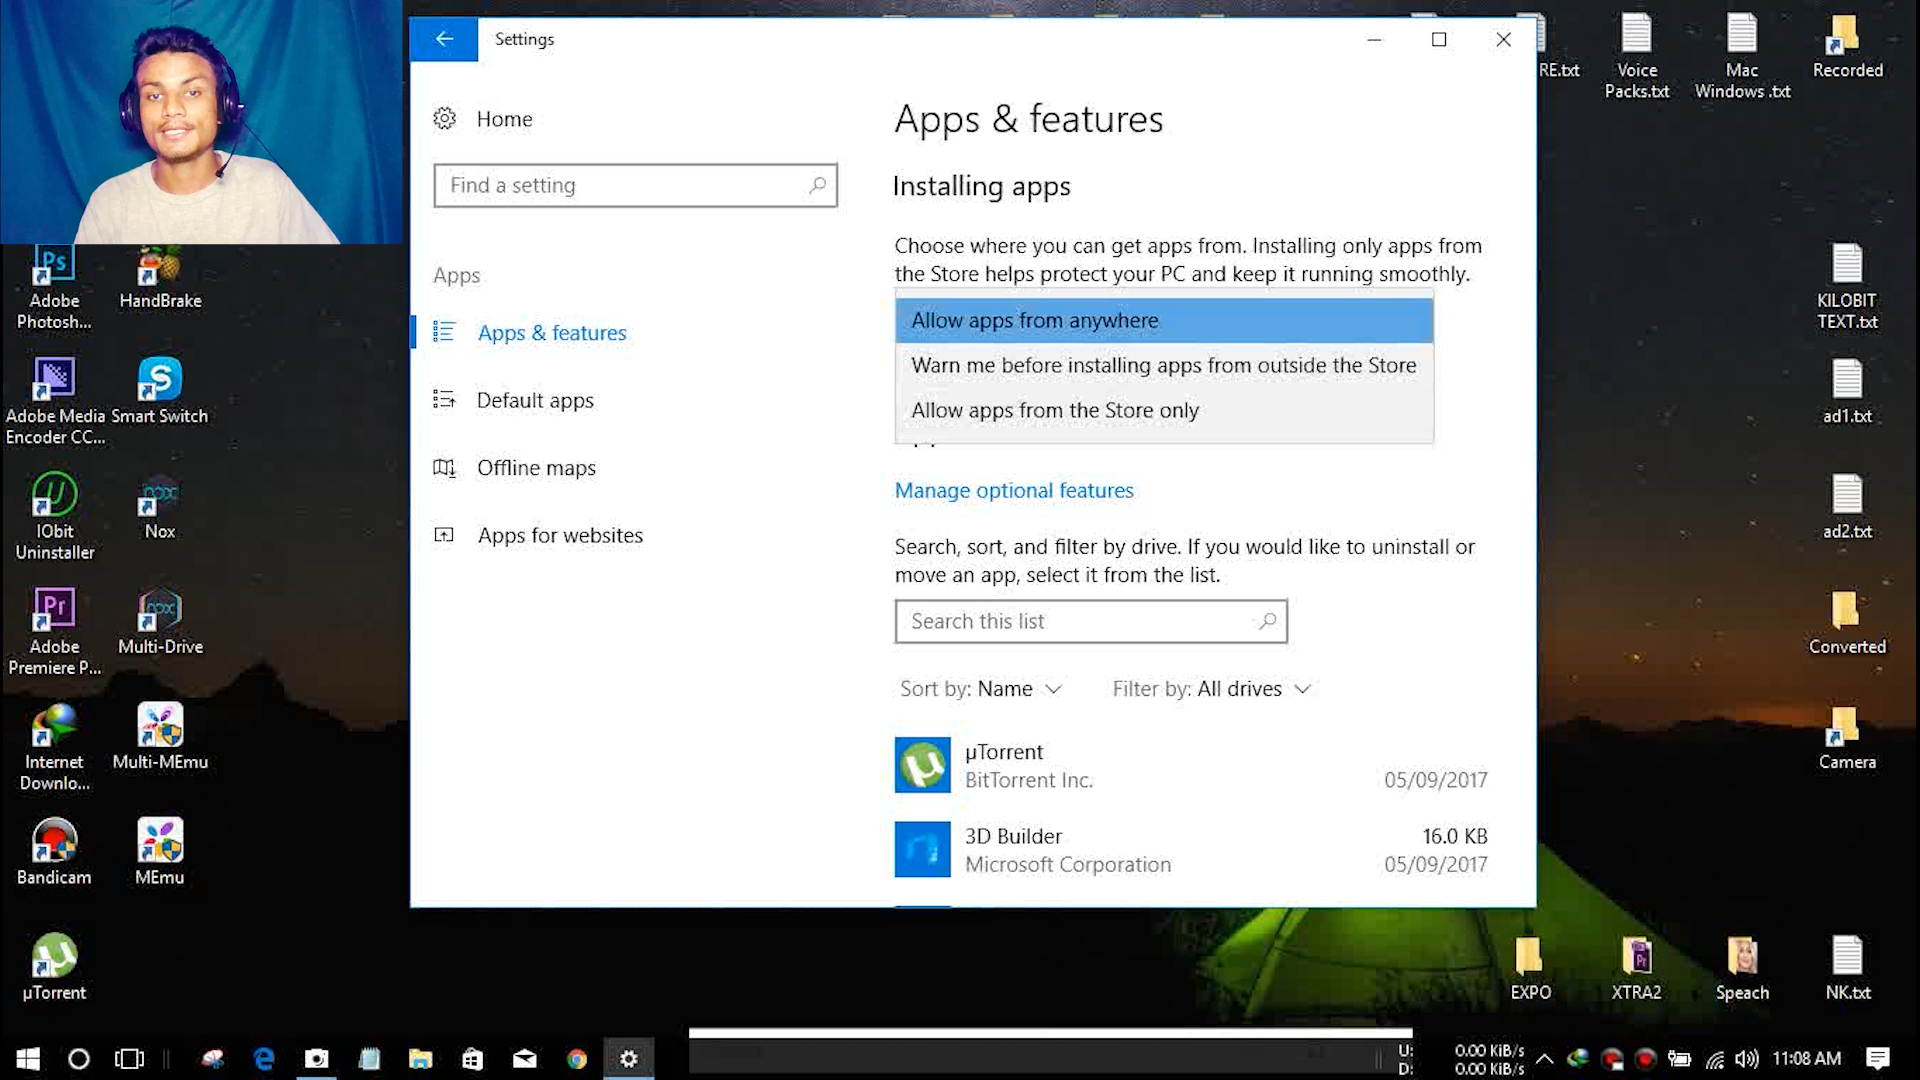 Settings
Home
Find a setting
Apps
Apps & features
Default apps
Offline maps
Apps for websites
Apps & features
Installing apps
Choose where you can get apps from. Installing only apps from
the Store helps protect your PC and keep it running smoothly.
Allow apps from anywhere
Warn me before installing apps from outside the Store
Allow apps from the Store only
Manage optional features
Search, sort, and filter by drive. If you would like to uninstall or
move an app, select it from the list.
Search this list
Sort by: Name
Filter by: All drives
µTorrent
BitTorrent Inc.
05/09/2017
3D Builder
16.0 KB
Microsoft Corporation
05/09/2017
Ps
Adobe
Photosh...
HandBrake
Adobe Media
Encoder CC...
Smart Switch
IObit
Uninstaller
Nox
Pr
Adobe
Premiere P...
Multi-Drive
Internet
Downlo...
Multi-MEmu
Bandicam
MEmu
µTorrent
RE.txt
Voice
Packs.txt
Mac
Windows .txt
Recorded
KILOBIT
TEXT.txt
ad1.txt
ad2.txt
Converted
Camera
EXPO
Pr
XTRA2
Speach
NK.txt
U:
D:
0.00 KiB/s
0.00 KiB/s
11:08 AM